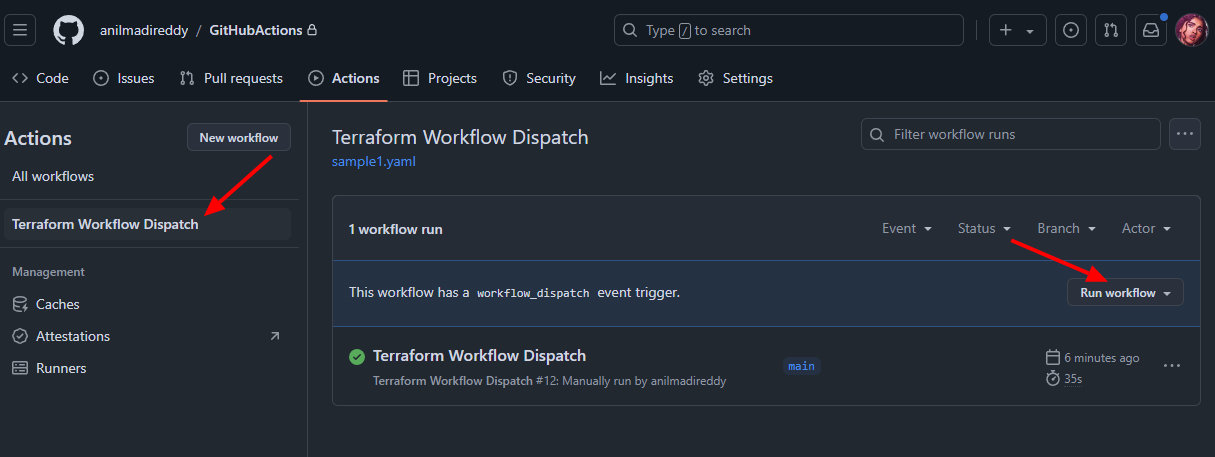 anilmadireddy / GitHubActions
Type / to search
Code
Issues
Pull requests
Actions
Projects
Security
Insights
Settings
Actions
New workflow
All workflows
Terraform Workflow Dispatch
Management
Caches
Attestations
Runners
Terraform Workflow Dispatch
sample1.yaml
Filter workflow runs
1 workflow run
Event
Status
Branch
Actor
This workflow has a workflow_dispatch event trigger.
Run workflow
Terraform Workflow Dispatch
Terraform Workflow Dispatch #12: Manually run by anilmadireddy
main
6 minutes ago
35s